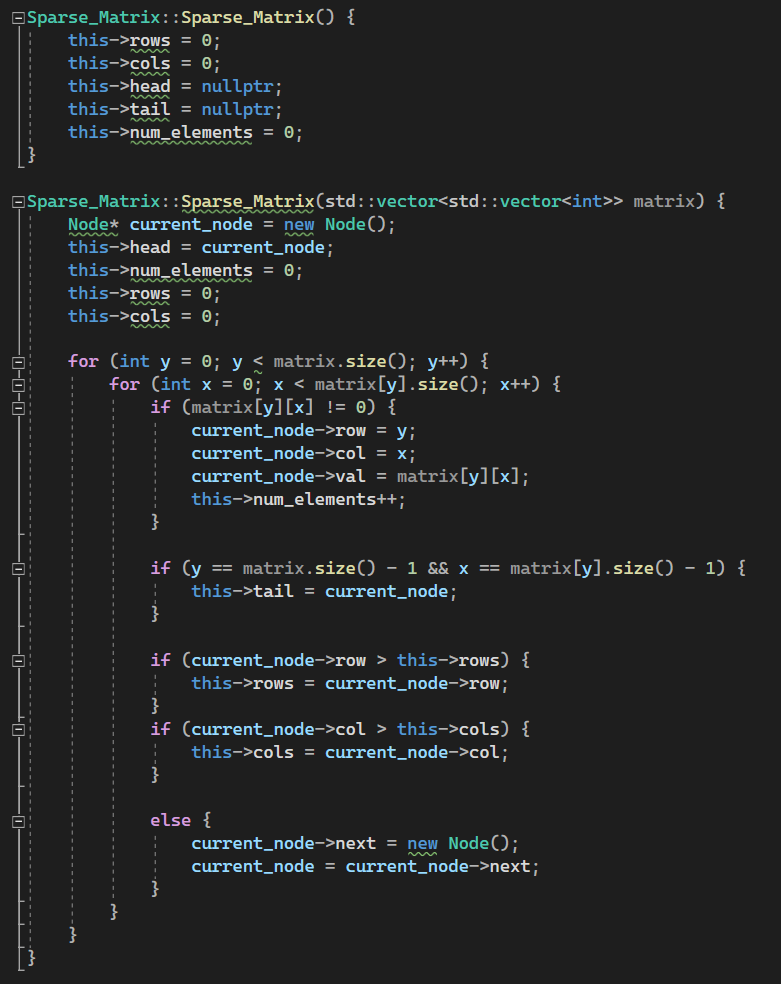 Sparse_Matrix::Sparse_Matrix() {
    this->rows = 0;
    this->cols = 0;
    this->head = nullptr;
    this->tail = nullptr;
    this->num_elements = 0;
}

Sparse_Matrix::Sparse_Matrix(std::vector<std::vector<int>> matrix) {
    Node* current_node = new Node();
    this->head = current_node;
    this->num_elements = 0;
    this->rows = 0;
    this->cols = 0;

    for (int y = 0; y < matrix.size(); y++) {
        for (int x = 0; x < matrix[y].size(); x++) {
            if (matrix[y][x] != 0) {
                current_node->row = y;
                current_node->col = x;
                current_node->val = matrix[y][x];
                this->num_elements++;
            }

            if (y == matrix.size() - 1 && x == matrix[y].size() - 1) {
                this->tail = current_node;
            }

            if (current_node->row > this->rows) {
                this->rows = current_node->row;
            }
            if (current_node->col > this->cols) {
                this->cols = current_node->col;
            }

            else {
                current_node->next = new Node();
                current_node = current_node->next;
            }
        }
    }
}